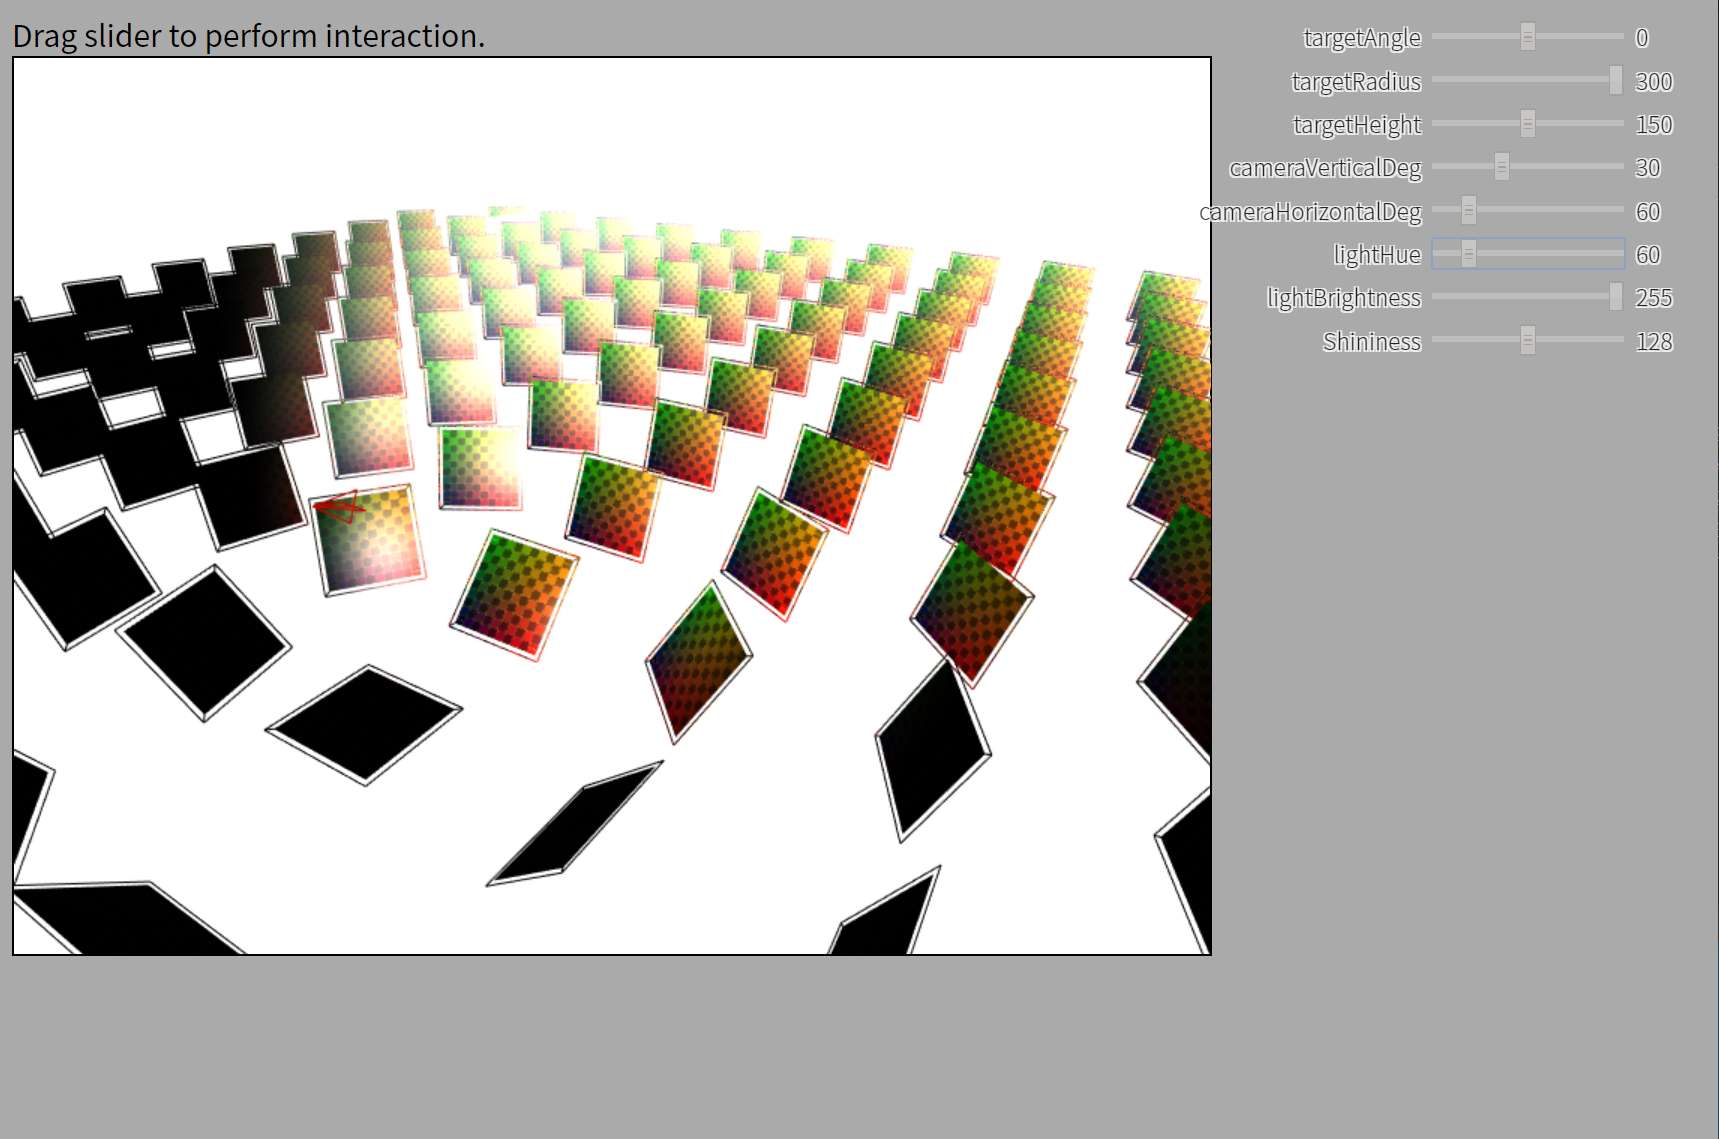 Drag slider to perform interaction.
targetAngle 0
targetRadius 300
targetHeight 150
cameraVerticalDeg 30
cameraHorizontalDeg 60
lightHue 60
lightBrightness 255
Shininess 128